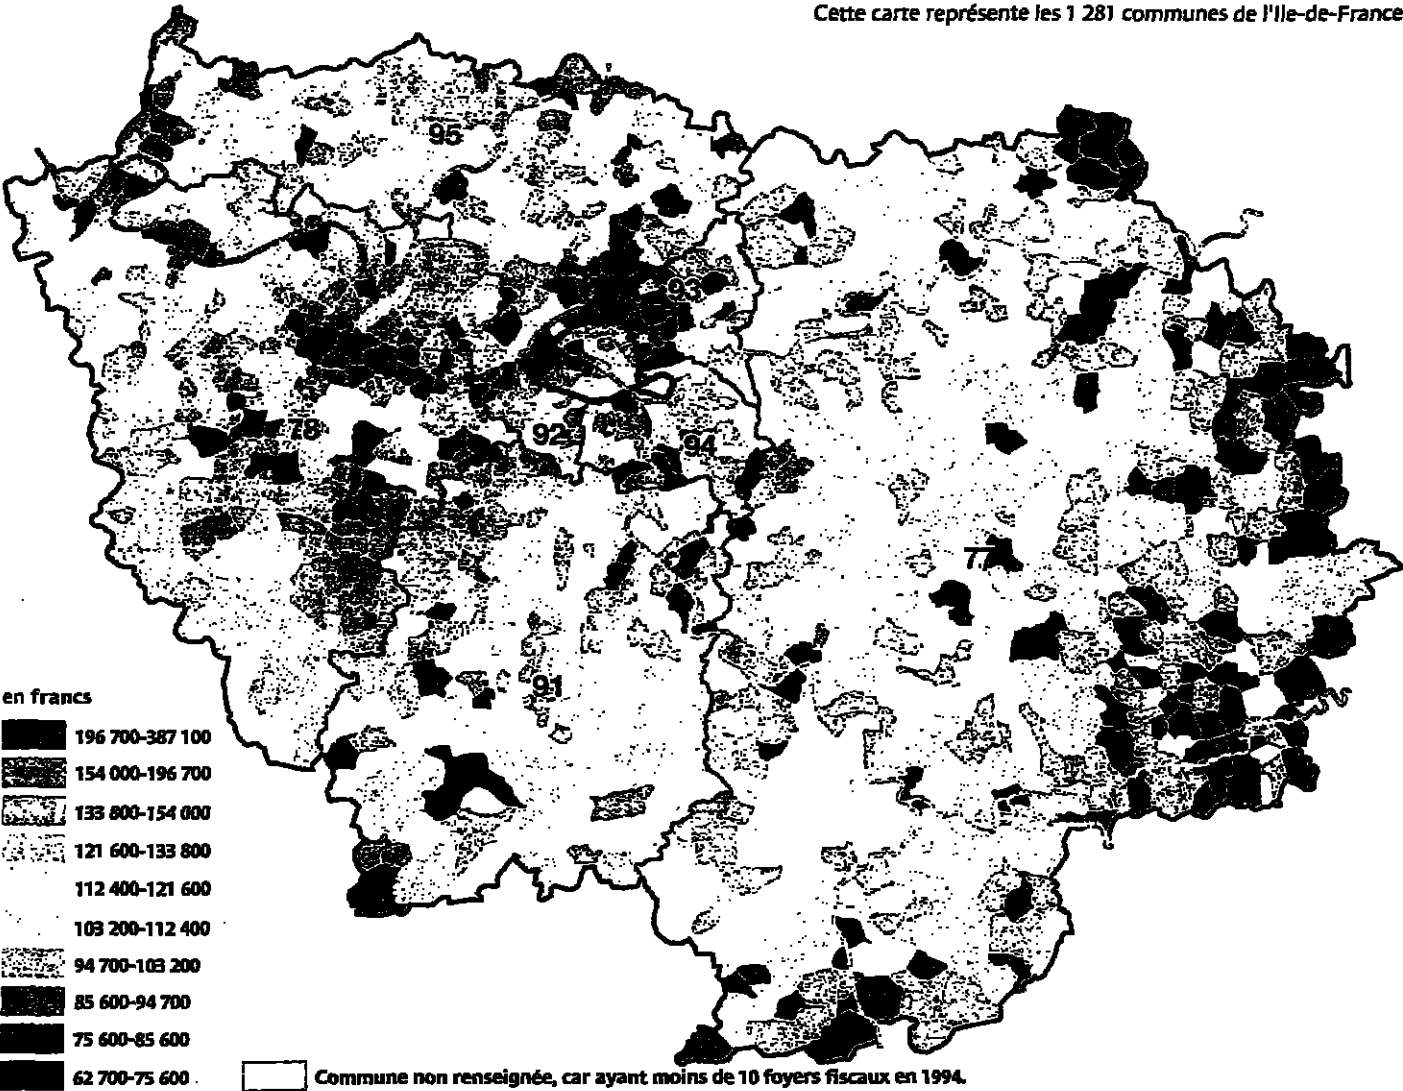 Cette carte représente les 1 281 communes de l'Ile-de-France
95
93
78
92
94
77
91
en francs
196 700-387 100
154 000-196 700
133 800-154 000
121 600-133 800
112 400-121 600
103 200-112 400
94 700-103 200
85 600-94 700
75 600-85 600
62 700-75 600
Commune non renseignée, car ayant moins de 10 foyers fiscaux en 1994.